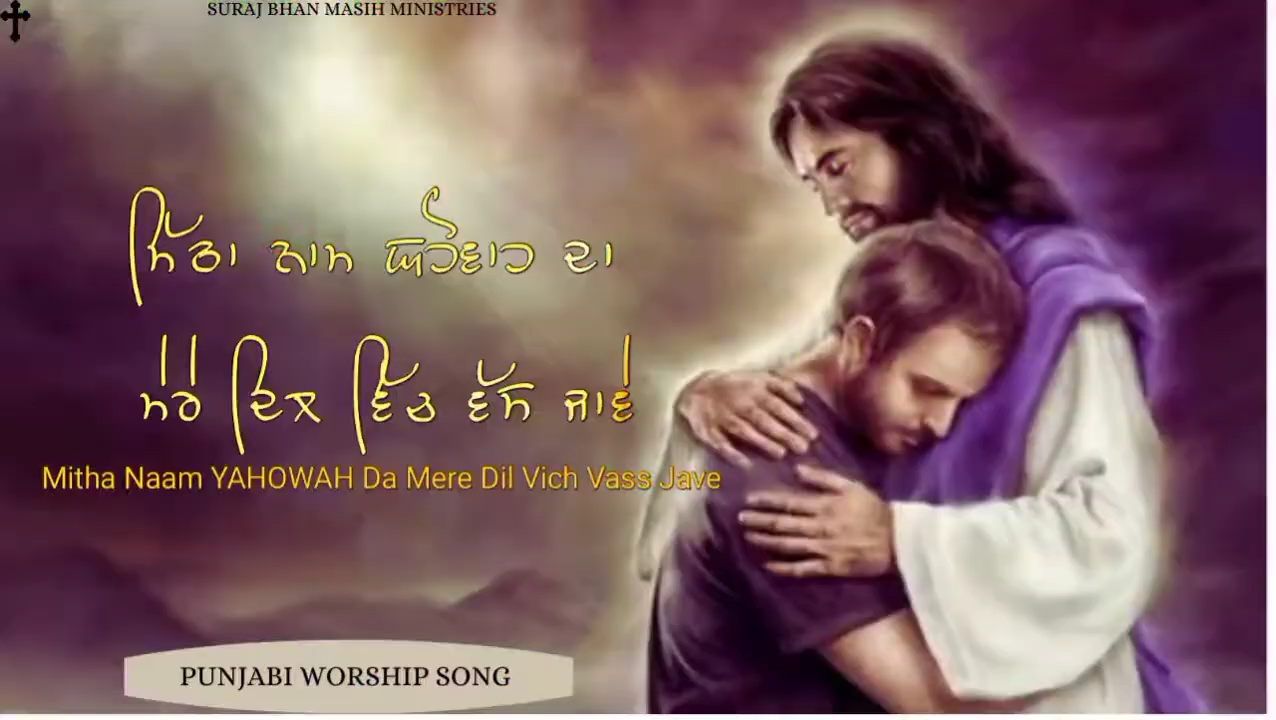 SURAJ BHAN MASIH MINISTRIES
ਮਿੱਠਾ ਨਾਮ ਯਹੋਵਾਹ ਦਾ
ਮੇਰੇ ਦਿਲ ਵਿੱਚ ਵੱਸ ਜਾਵੇ
Mitha Naam YAHOWAH Da Mere Dil Vich Vass Jave
PUNJABI WORSHIP SONG